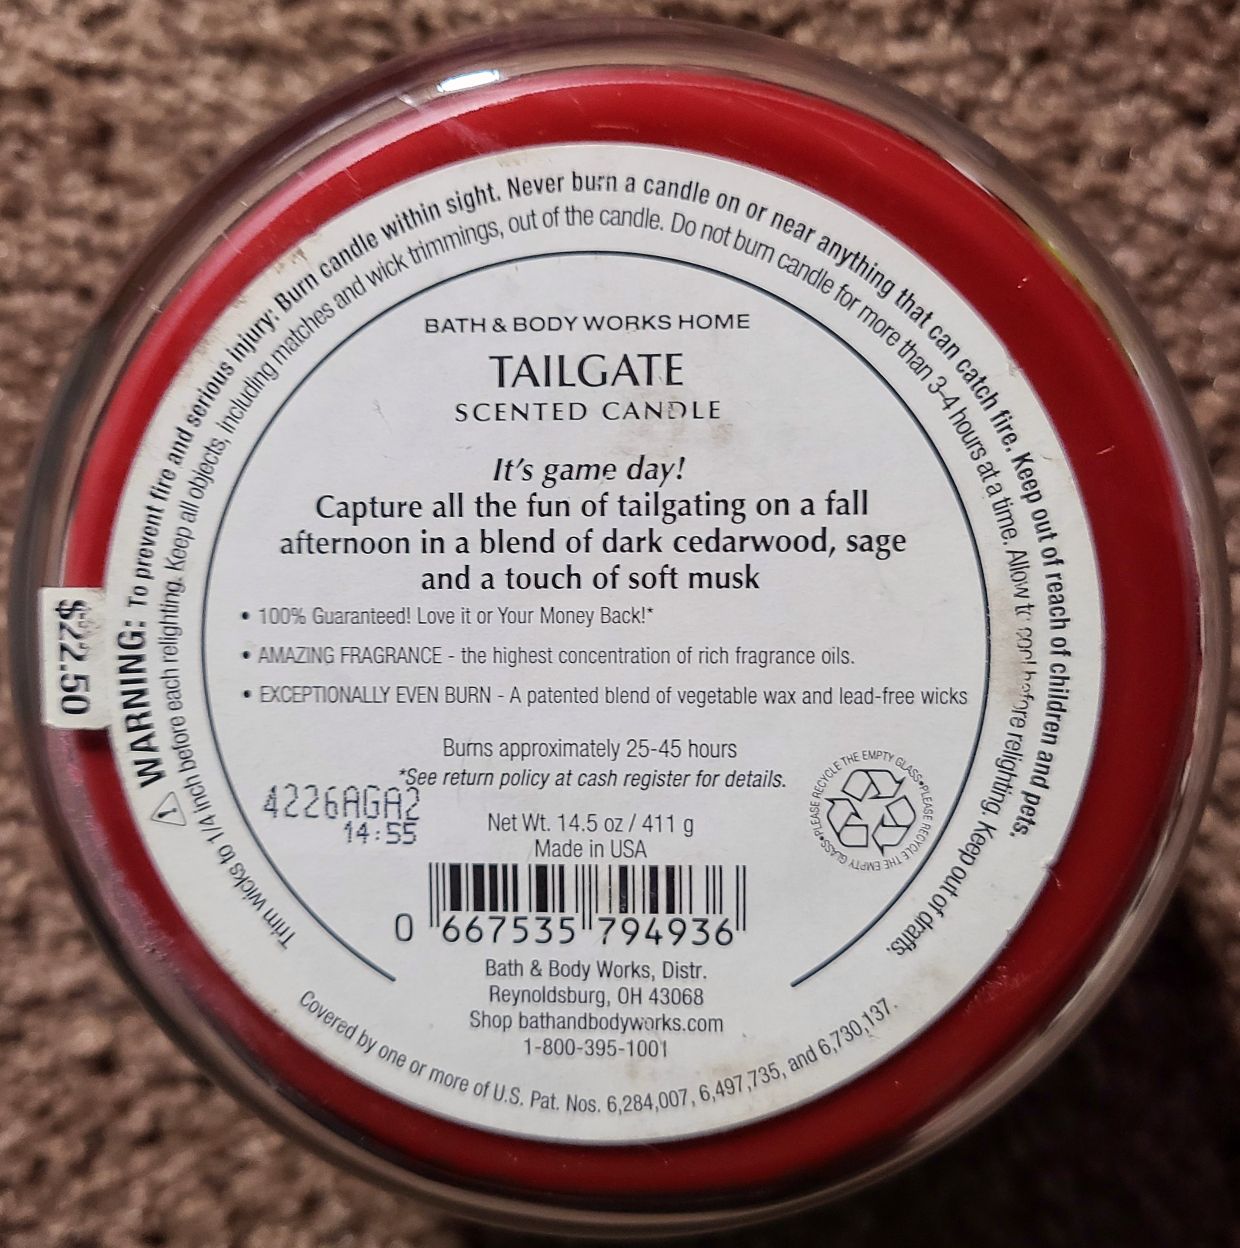 WARNING: To prevent fire and serious injury: Burn candle within sight. Never burn a candle on or near anything that can catch fire. Keep out of reach of children and pets.
Trim wicks to 1/4 inch before each relighting. Keep all objects, including matches and wick trimmings, out of the candle. Do not burn candle for more than 3-4 hours at a time. Allow to cool before relighting. Keep out of drafts.
BATH & BODY WORKS HOME
TAILGATE
SCENTED CANDLE
It's game day!
Capture all the fun of tailgating on a fall
afternoon in a blend of dark cedarwood, sage
and a touch of soft musk
• 100% Guaranteed! Love it or Your Money Back!*
• AMAZING FRAGRANCE - the highest concentration of rich fragrance oils.
• EXCEPTIONALLY EVEN BURN - A patented blend of vegetable wax and lead-free wicks
$22.50
Burns approximately 25-45 hours
*See return policy at cash register for details.
4226AGA2
14:55
Net Wt. 14.5 oz / 411 g
Made in USA
PLEASE RECYCLE THE EMPTY GLASS•PLEASE RECYCLE THE EMPTY GLASS•
0 667535 794936
Bath & Body Works, Distr.
Reynoldsburg, OH 43068
Shop bathandbodyworks.com
1-800-395-1001
Covered by one or more of U.S. Pat. Nos. 6,284,007, 6,497,735, and 6,730,137.